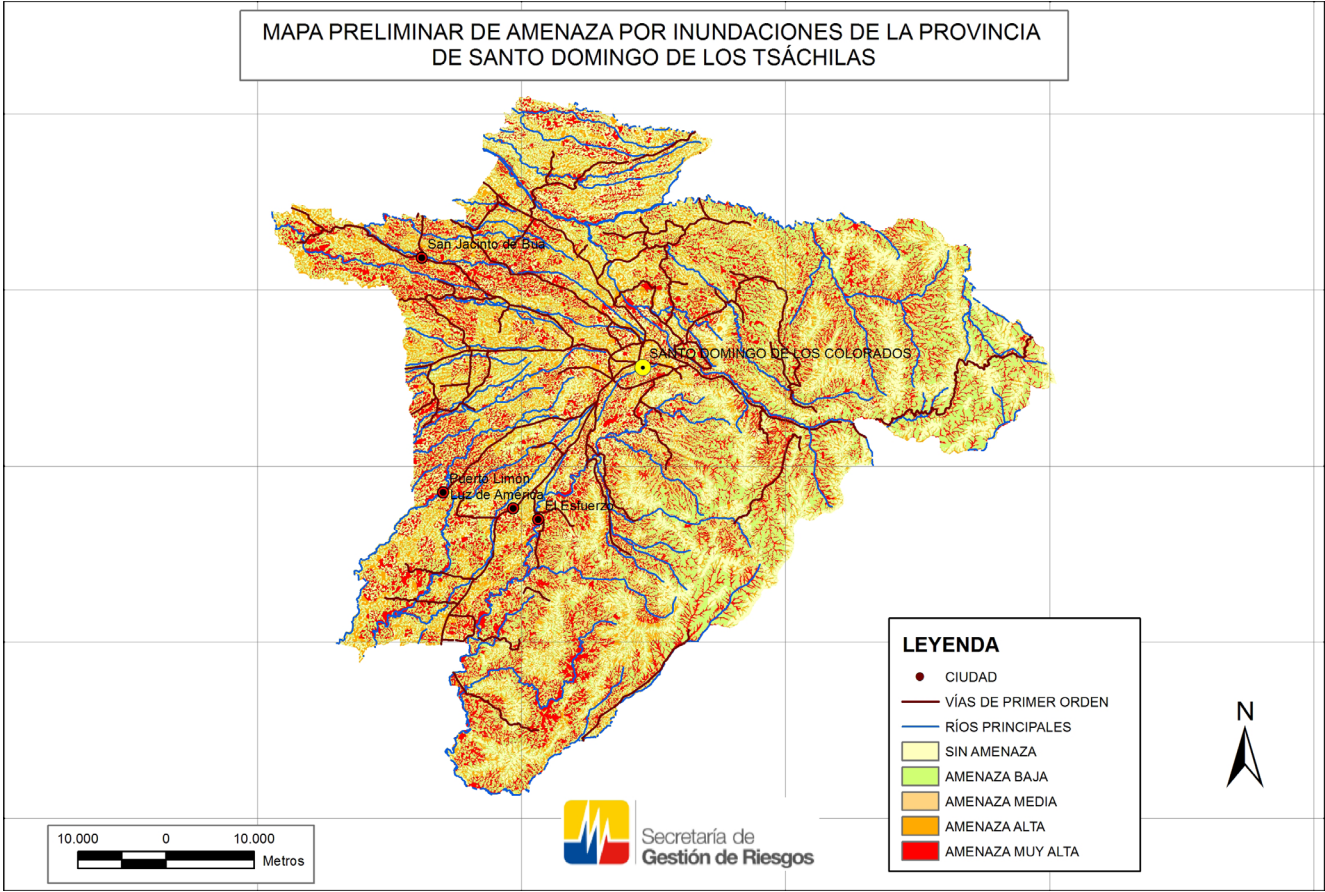 MAPA PRELIMINAR DE AMENAZA POR INUNDACIONES DE LA PROVINCIA
DE SANTO DOMINGO DE LOS TSÁCHILAS
San Jacinto de Bua
SANTO DOMINGO DE LOS COLORADOS
Puerto Limón
Luz de América
El Esfuerzo
LEYENDA
CIUDAD
VÍAS DE PRIMER ORDEN
RÍOS PRINCIPALES
SIN AMENAZA
AMENAZA BAJA
AMENAZA MEDIA
AMENAZA ALTA
AMENAZA MUY ALTA
N
10.000 0 10.000
Metros
Secretaría de
Gestión de Riesgos